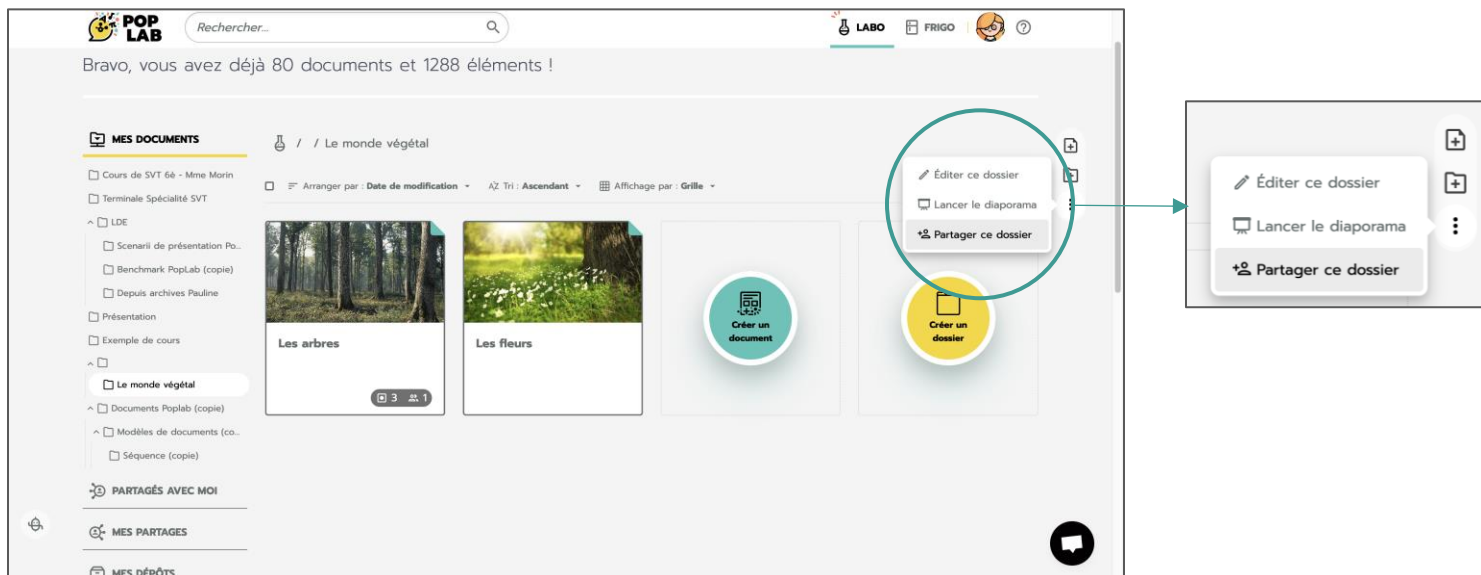 POP
LAB
Rechercher...
LABO
FRIGO
Bravo, vous avez déjà 80 documents et 1288 éléments !
MES DOCUMENTS
/ / Le monde végétal
Cours de SVT 6è - Mme Morin
Terminale Spécialité SVT
LDE
Scenarii de présentation Po...
Benchmark PopLab (copie)
Depuis archives Pauline
Présentation
Exemple de cours
Le monde végétal
Documents Poplab (copie)
Modèles de documents (co...
Séquence (copie)
PARTAGÉS AVEC MOI
MES PARTAGES
MES DÉPÔTS
Arranger par : Date de modification
Tri : Ascendant
Affichage par : Grille
Éditer ce dossier
Lancer le diaporama
Partager ce dossier
Les arbres
3 1
Les fleurs
Créer un
document
Créer un
dossier
Éditer ce dossier
Lancer le diaporama
Partager ce dossier